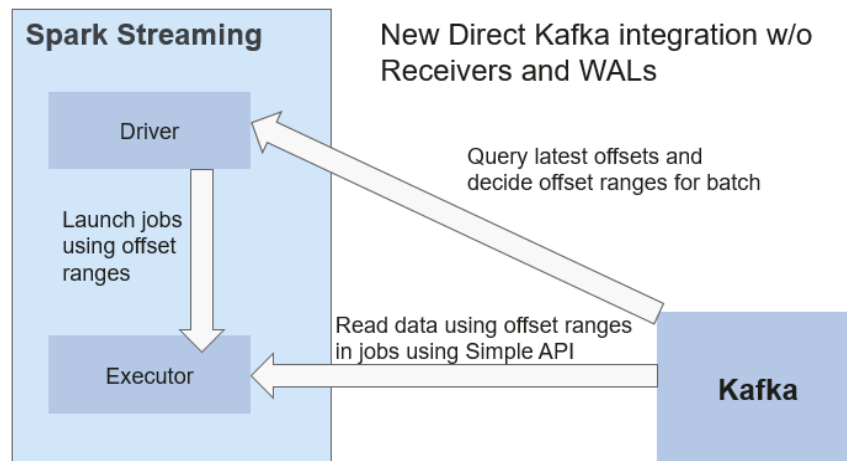 Spark Streaming
New Direct Kafka integration w/o
Receivers and WALs
Driver
Query latest offsets and
decide offset ranges for batch
Launch jobs
using offset
ranges
Read data using offset ranges
in jobs using Simple API
Executor
Kafka